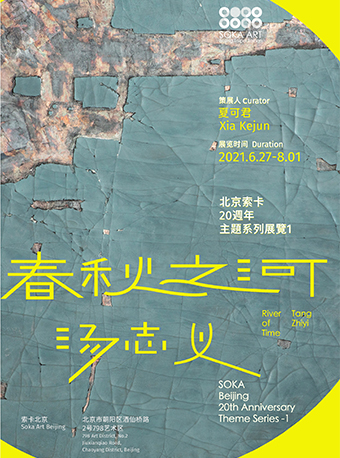 SOKA ART
策展人 Curator
夏可君
Xia Kejun
展览时间 Duration
2021.6.27-8.01
北京索卡
20週年
主題系列展覽1
春秋之河
River of Time
Tang Zhiyi
汤志义
SOKA
Beijing
20th Anniversary
Theme Series -1
索卡北京
Soka Art Beijing
北京市朝阳区酒仙桥路
2号798艺术区
798 Art District, No.2
Jiuxianqiao Road,
Chaoyang District, Beijing